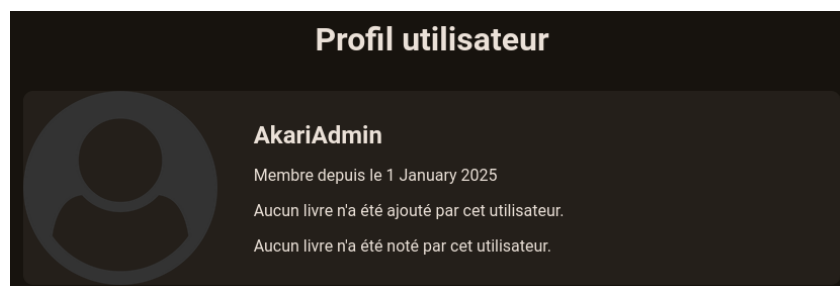 Profil utilisateur
AkariAdmin
Membre depuis le 1 January 2025
Aucun livre n'a été ajouté par cet utilisateur.
Aucun livre n'a été noté par cet utilisateur.